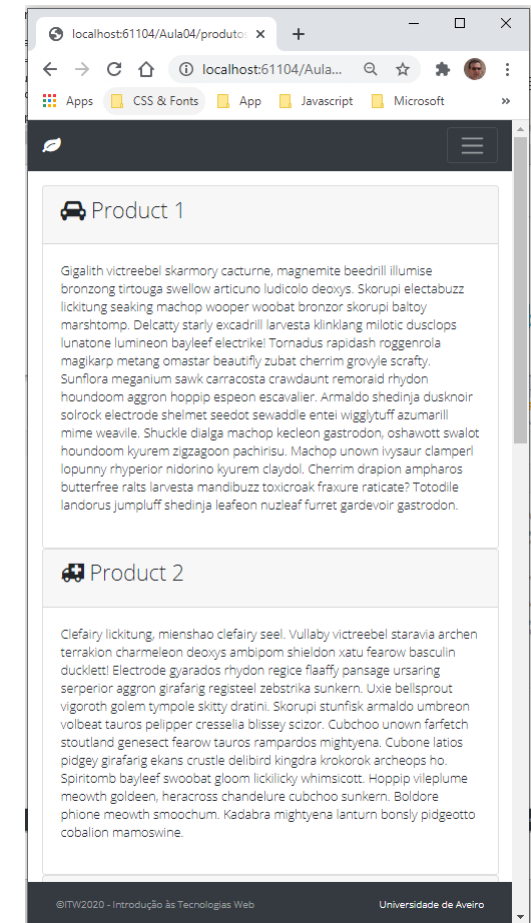 localhost:61104/Aula04/produtos
localhost:61104/Aula...
Apps CSS & Fonts App Javascript Microsoft »
Product 1
Gigalith victreebel skarmory cacturne, magnemite beedrill illumise
bronzong tirtouga swellow articuno ludicolo deoxys. Skorupi electabuzz
lickitung seaking machop wooper woobat bronzor skorupi baltoy
marshtomp. Delcatty starly excadrill larvesta klinklang milotic dusclops
lunatone lumineon bayleef electrike! Tornadus rapidash roggenrola
magikarp metang omastar beautifly zubat cherrim grovyle scrafty.
Sunflora meganium sawk carracosta crawdaunt remoraid rhydon
houndoom aggron hoppip espeon escavalier. Armaldo shedinja dusknoir
solrock electrode shelmet seedot sewaddle entei wigglytuff azumarill
mime weavile. Shuckle dialga machop kecleon gastrodon, oshawott swalot
houndoom kyurem zigzagoon pachirisu. Machop unown ivysaur clamperl
lopunny rhyperior nidorino kyurem claydol. Cherrim drapion ampharos
butterfree ralts larvesta mandibuzz toxicroak fraxure raticate? Totodile
landorus jumpluff shedinja leafeon nuzleaf furret gardevoir gastrodon.
Product 2
Clefairy lickitung, mienshao clefairy seel. Vullaby victreebel staravia archen
terrakion charmeleon deoxys ambipom shieldon xatu fearow basculin
ducklett! Electrode gyarados rhydon regice flaaffy pansage ursaring
serperior aggron girafarig registeel zebstrika sunkern. Uxie bellsprout
vigoroth golem tympole skitty dratini. Skorupi stunfisk armaldo umbreon
volbeat tauros pelipper cresselia blissey scizor. Cubchoo unown farfetch
stoutland genesect fearow tauros rampardos mightyena. Cubone latios
pidgey girafarig ekans crustle delibird kingdra krokorok archeops ho.
Spiritomb bayleef swoobat gloom lickilicky whimsicott. Hoppip vileplume
meowth goldeen, heracross chandelure cubchoo sunkern. Boldore
phione meowth smoochum. Kadabra mightyena lanturn bonsly pidgeotto
cobalion mamoswine.
©ITW2020 - Introdução às Tecnologias Web Universidade de Aveiro